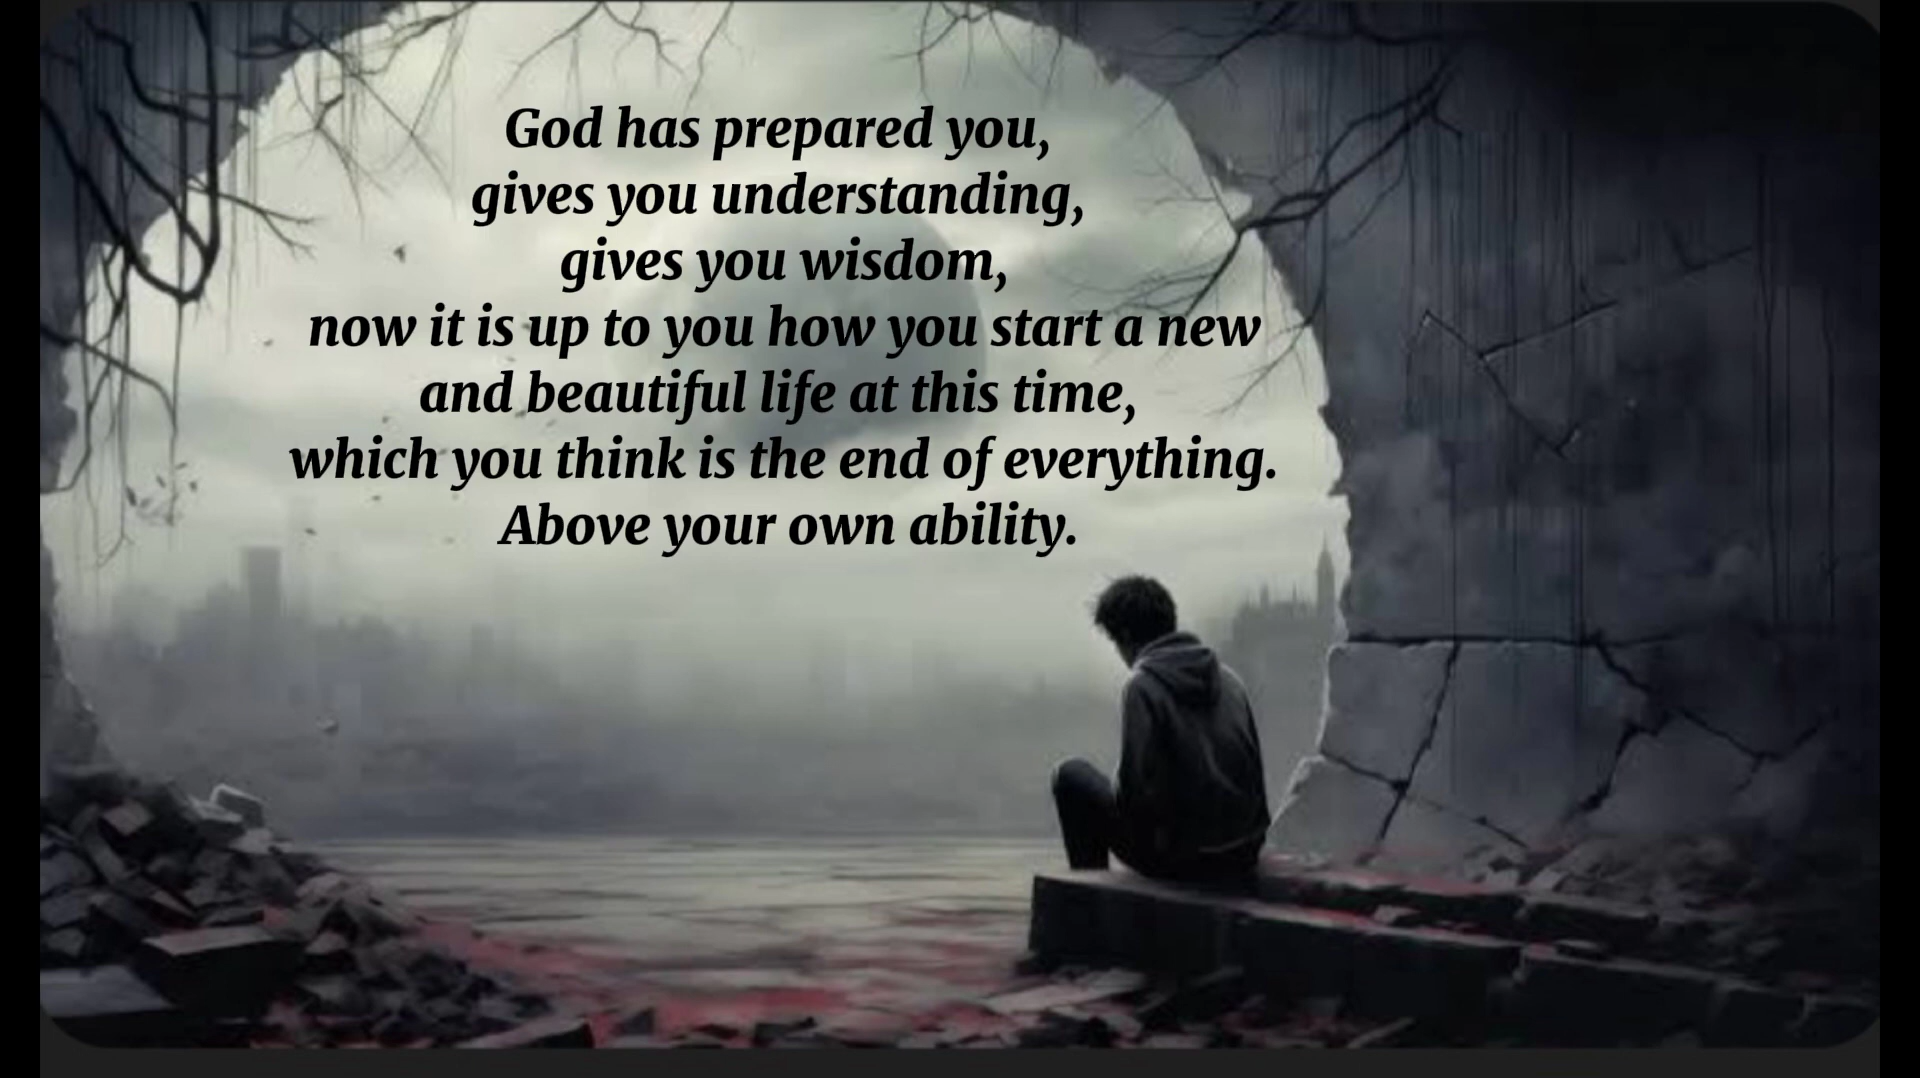 God has prepared you,
gives you understanding,
gives you wisdom,
now it is up to you how you start a new
and beautiful life at this time,
which you think is the end of everything.
Above your own ability.